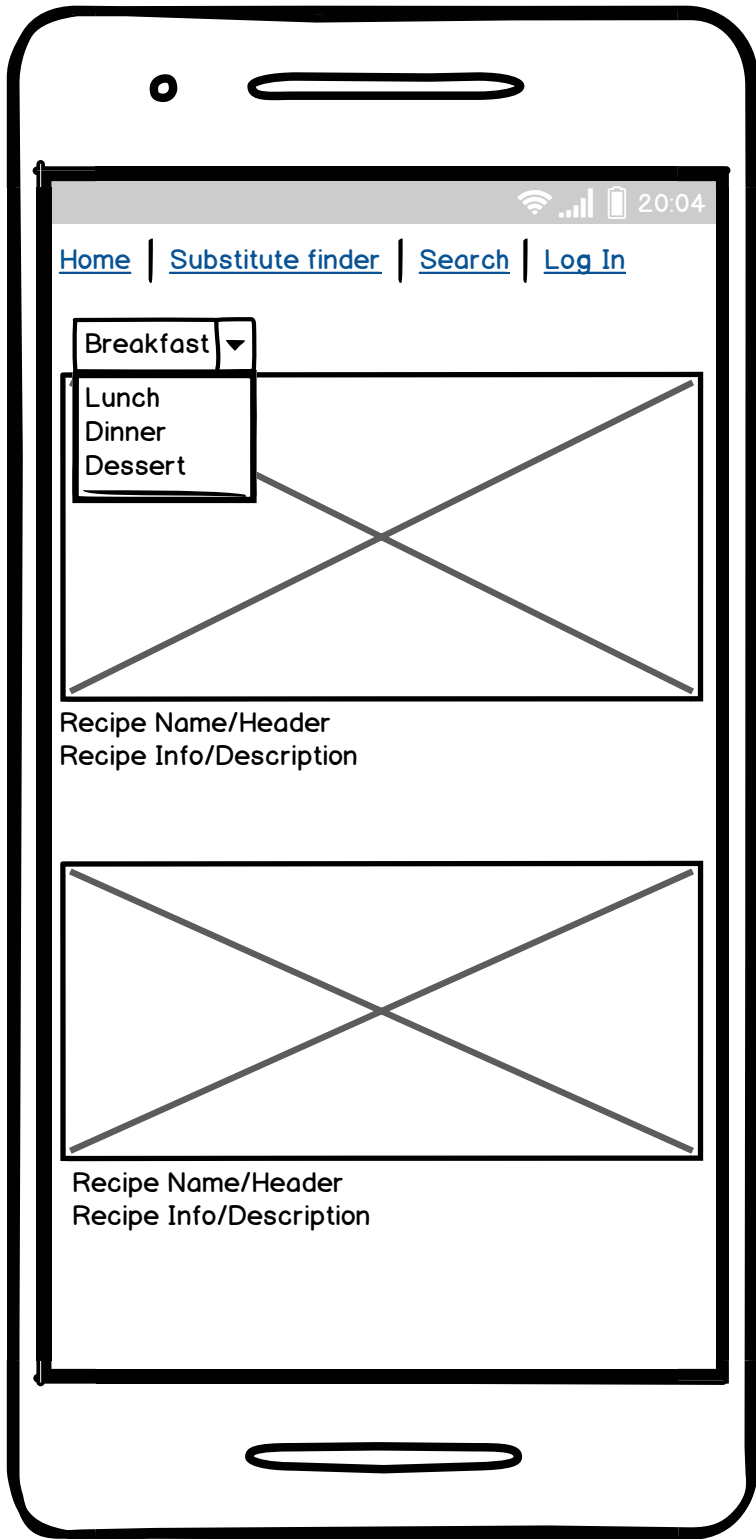 20:04
Home | Substitute finder | Search | Log In
Breakfast
Lunch
Dinner
Dessert
Recipe Name/Header
Recipe Info/Description
Recipe Name/Header
Recipe Info/Description